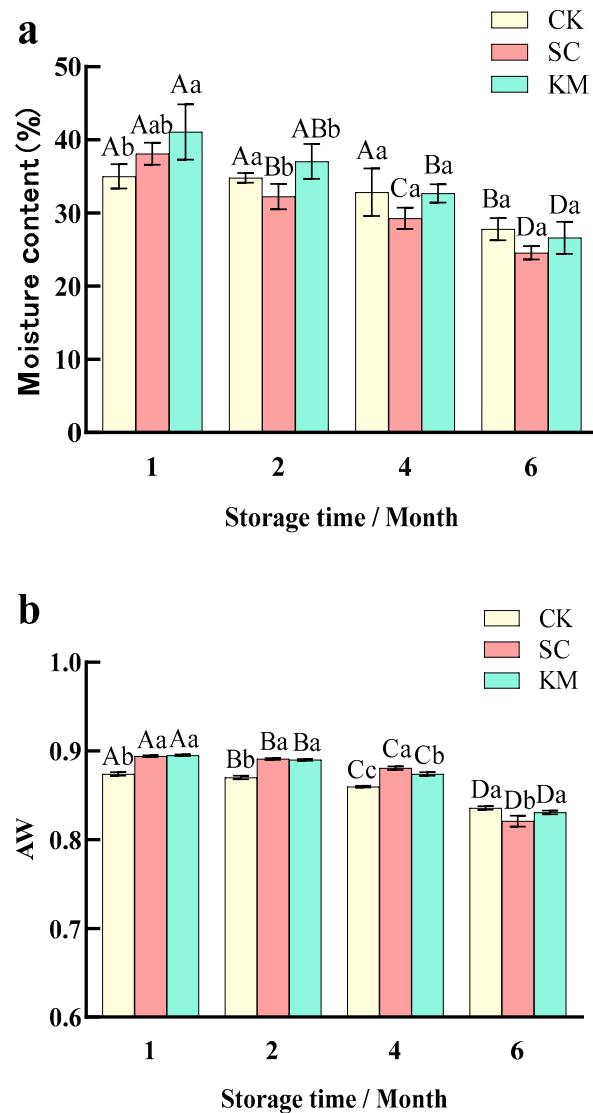 a
CK
SC
KM
Moisture content (%)
50
40
30
20
10
0
Ab Aab Aa
Aa Bb ABb
Aa Ca Ba
Ba Da Da
1 2 4 6
Storage time / Month
b
CK
SC
KM
AW
1.0
0.9
0.8
0.7
0.6
Ab Aa Aa
Bb Ba Ba
Cc Ca Cb
Da Db Da
1 2 4 6
Storage time / Month